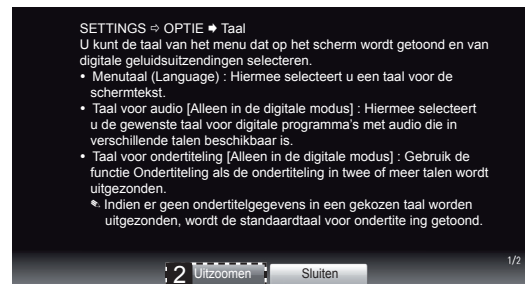 SETTINGS ⇨ OPTIE ➧ Taal
U kunt de taal van het menu dat op het scherm wordt getoond en van
digitale geluidsuitzendingen selecteren.
• Menutaal (Language) : Hiermee selecteert u een taal voor de
schermtekst.
• Taal voor audio [Alleen in de digitale modus] : Hiermee selecteert
u de gewenste taal voor digitale programma's met audio die in
verschillende talen beschikbaar is.
• Taal voor ondertiteling [Alleen in de digitale modus] : Gebruik de
functie Ondertiteling als de ondertiteling in twee of meer talen wordt
uitgezonden.
✎ Indien er geen ondertitelgegevens in een gekozen taal worden
uitgezonden, wordt de standaardtaal voor ondertite ing getoond.
1/2
2 Uitzoomen Sluiten